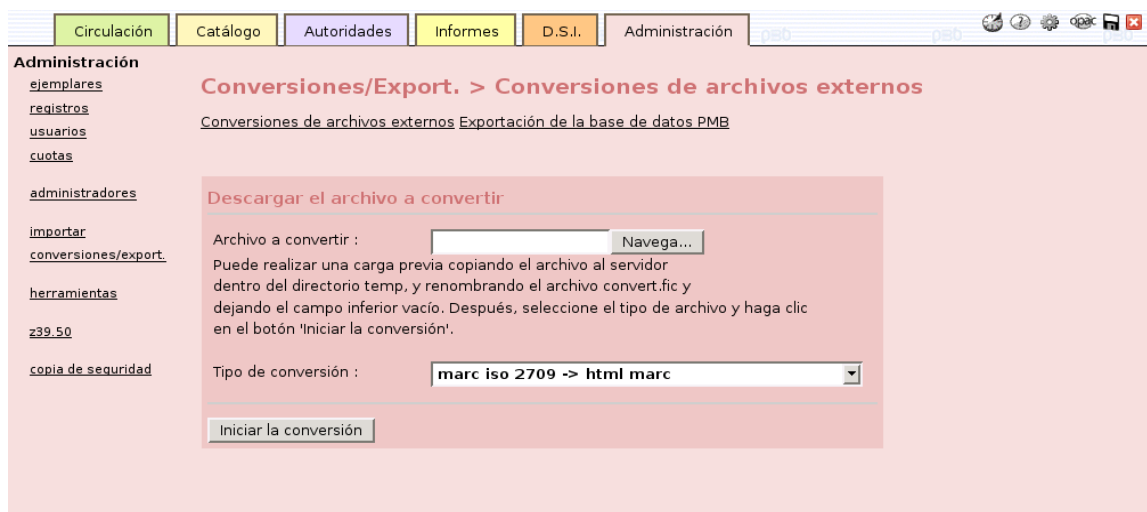 Circulación Catálogo Autoridades Informes D.S.I. Administración opac
Administración
ejemplares
registros
usuarios
cuotas
administradores
importar
conversiones/export.
herramientas
z39.50
copia de seguridad
Conversiones/Export. > Conversiones de archivos externos
Conversiones de archivos externos Exportación de la base de datos PMB
Descargar el archivo a convertir
Archivo a convertir : Navega...
Puede realizar una carga previa copiando el archivo al servidor
dentro del directorio temp, y renombrando el archivo convert.fic y
dejando el campo inferior vacío. Después, seleccione el tipo de archivo y haga clic
en el botón 'Iniciar la conversión'.
Tipo de conversión : marc iso 2709 -> html marc
Iniciar la conversión